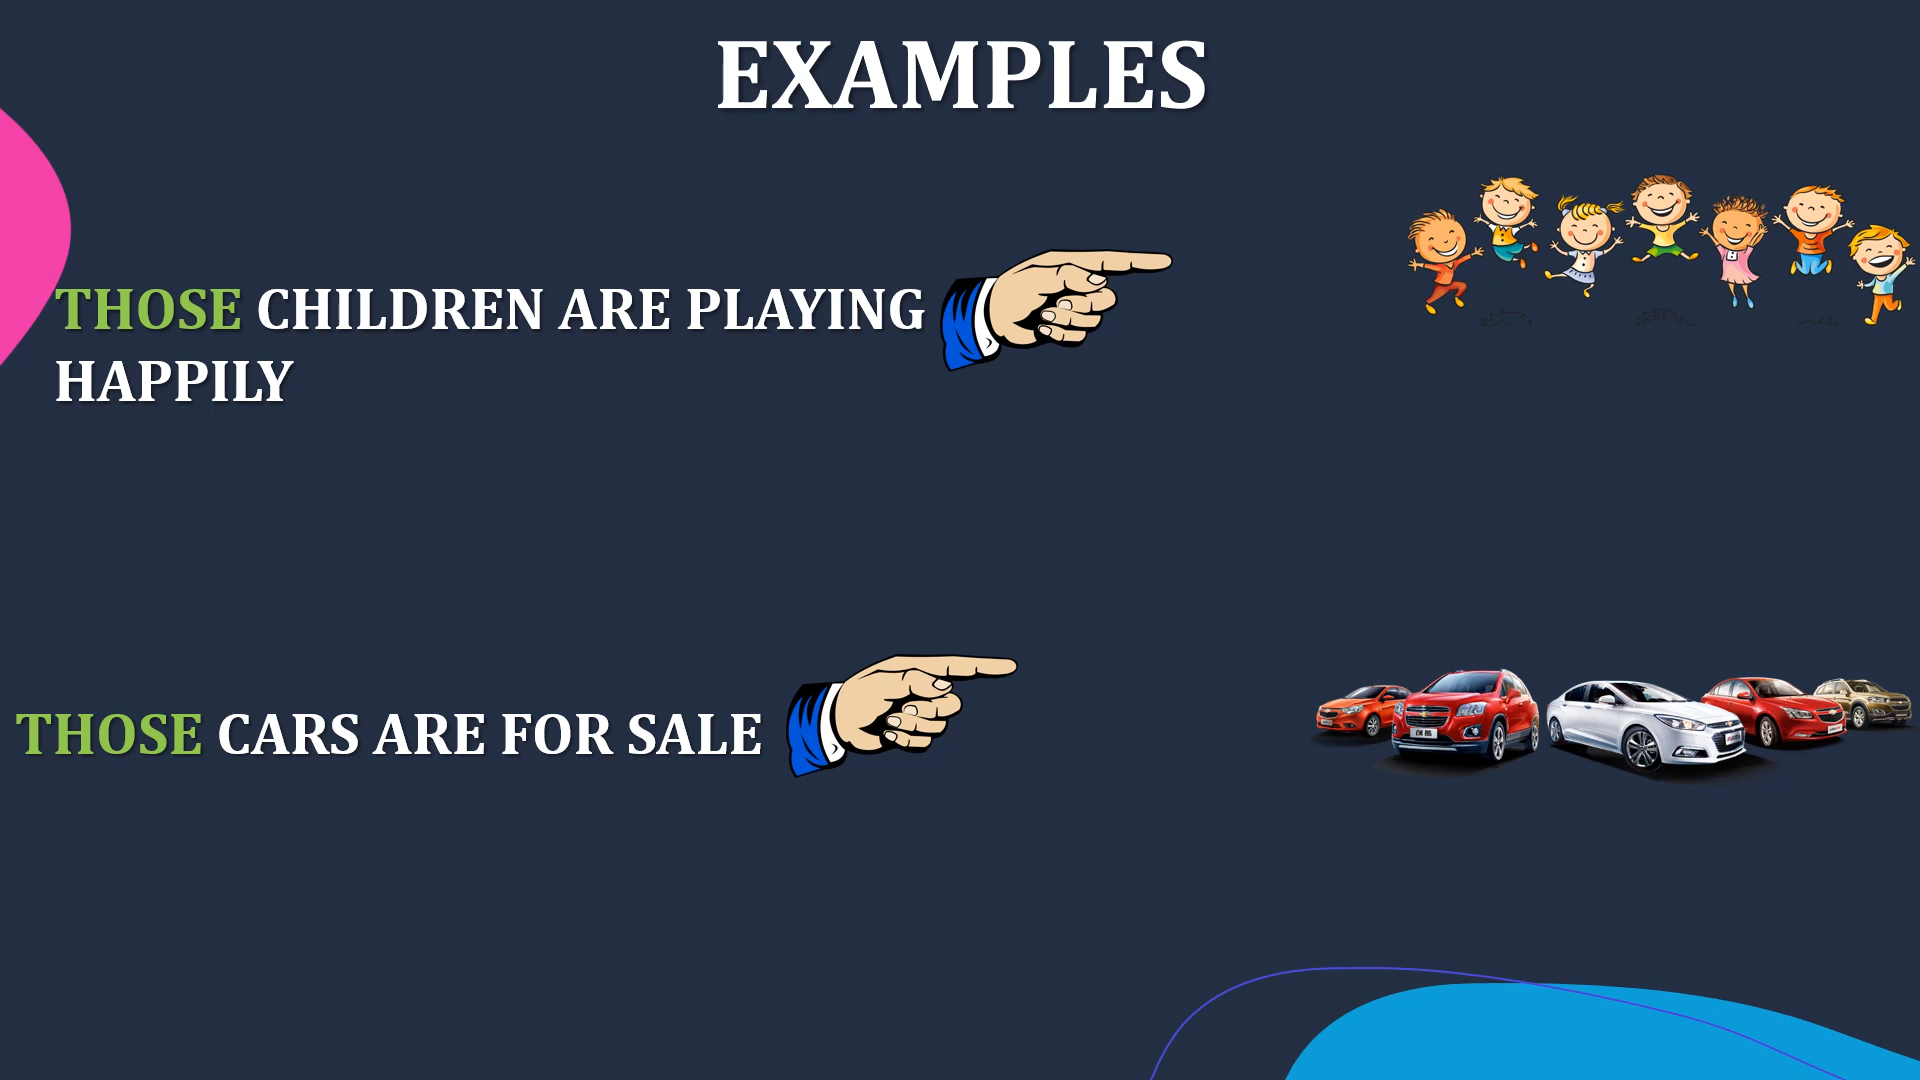 EXAMPLES
THOSE CHILDREN ARE PLAYING
HAPPILY
THOSE CARS ARE FOR SALE